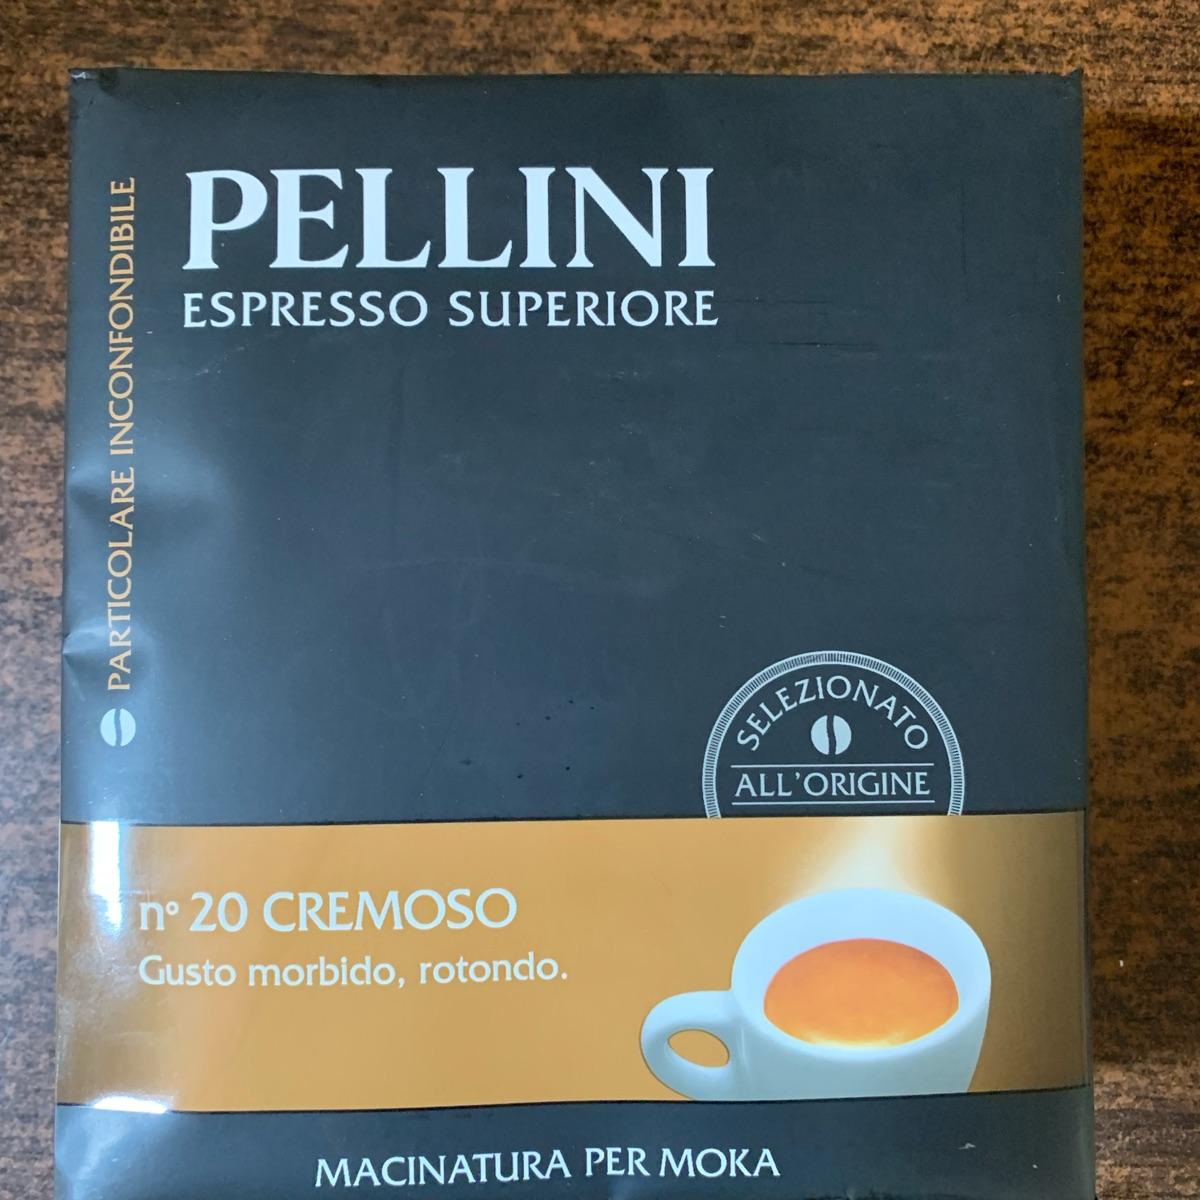 PELLINI
ESPRESSO SUPERIORE
PARTICOLARE INCONFONDIBILE
SELEZIONATO
ALL'ORIGINE
n° 20 CREMOSO
Gusto morbido, rotondo.
MACINATURA PER MOKA